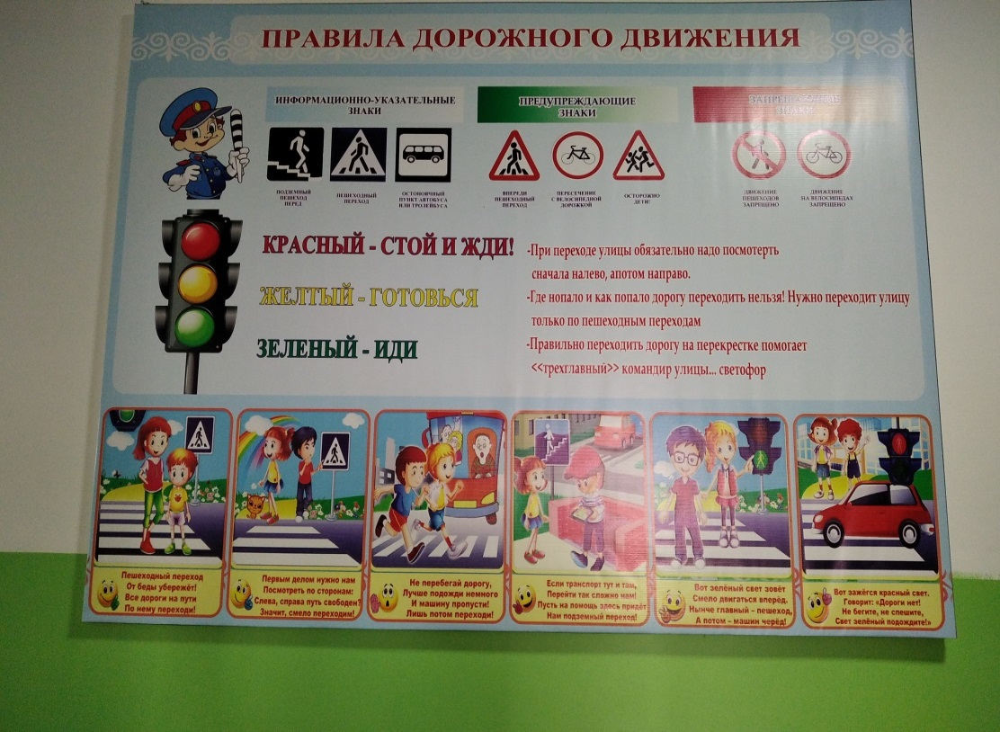 ПРАВИЛА ДОРОЖНОГО ДВИЖЕНИЯ
ИНФОРМАЦИОННО-УКАЗАТЕЛЬНЫЕ
ЗНАКИ
ПРЕДУПРЕЖДАЮЩИЕ
ЗНАКИ
ЗАПРЕЩАЮЩИЕ
ЗНАКИ
ПОДЗЕМНЫЙ
ПЕШЕХОД
ПЕРЕД
ПЕШЕХОДНЫЙ
ПЕРЕХОД
ОСТОНОВОЧНЫЙ
ПУНКТ АВТОКУСА
ИЛИ ТРОЛЕЙКУСА
ВПЕРЕДИ
ПЕШЕХОДНЫЙ
ПЕРЕХОД
ПЕРЕСЕЧЕНИЕ
С ВЕЛОСИПЕДНОЙ
ДОРОЖКОЙ
ОСТОРОЖНО
ДЕТИ!
ДВИЖЕНИЕ
ПЕШЕХОДОВ
ЗАПРЕЩЕНО
ДВИЖЕНИЕ
НА ВЕЛОСИПЕДАХ
ЗАПРЕЩЕНО
КРАСНЫЙ - СТОЙ И ЖДИ!
ЖЕЛТЫЙ - ГОТОВЬСЯ
ЗЕЛЕНЫЙ - ИДИ
-При переходе улицы обязательно надо посмотерть
сначала налево, апотом направо.
-Где нопало и как попало дорогу переходить нельзя! Нужно переходит улицу
только по пешеходным переходам
-Правильно переходить дорогу на перекрестке помогает
<<трехглавный>> командир улицы... светофор
Пешеходный переход
От беды убережёт!
Все дороги на пути
По нему переходи!
Первым делом нужно нам
Посмотреть по сторонам:
Слева, справа путь свободен?
Значит, смело переходим!
Не перебегай дорогу,
Лучше подожди немного
И машину пропусти!
Лишь потом переходи!
Если транспорт тут и там,
Перейти так сложно нам!
Пусть на помощь здесь придёт
Нам подземный переход!
Вот зелёный свет зовёт
Смело двигаться вперёд.
Нынче главный – пешеход,
А потом – машин черёд!
Вот зажёгся красный свет.
Говорит: «Дороги нет!
Не бегите, не спешите,
Свет зелёный подождите!»